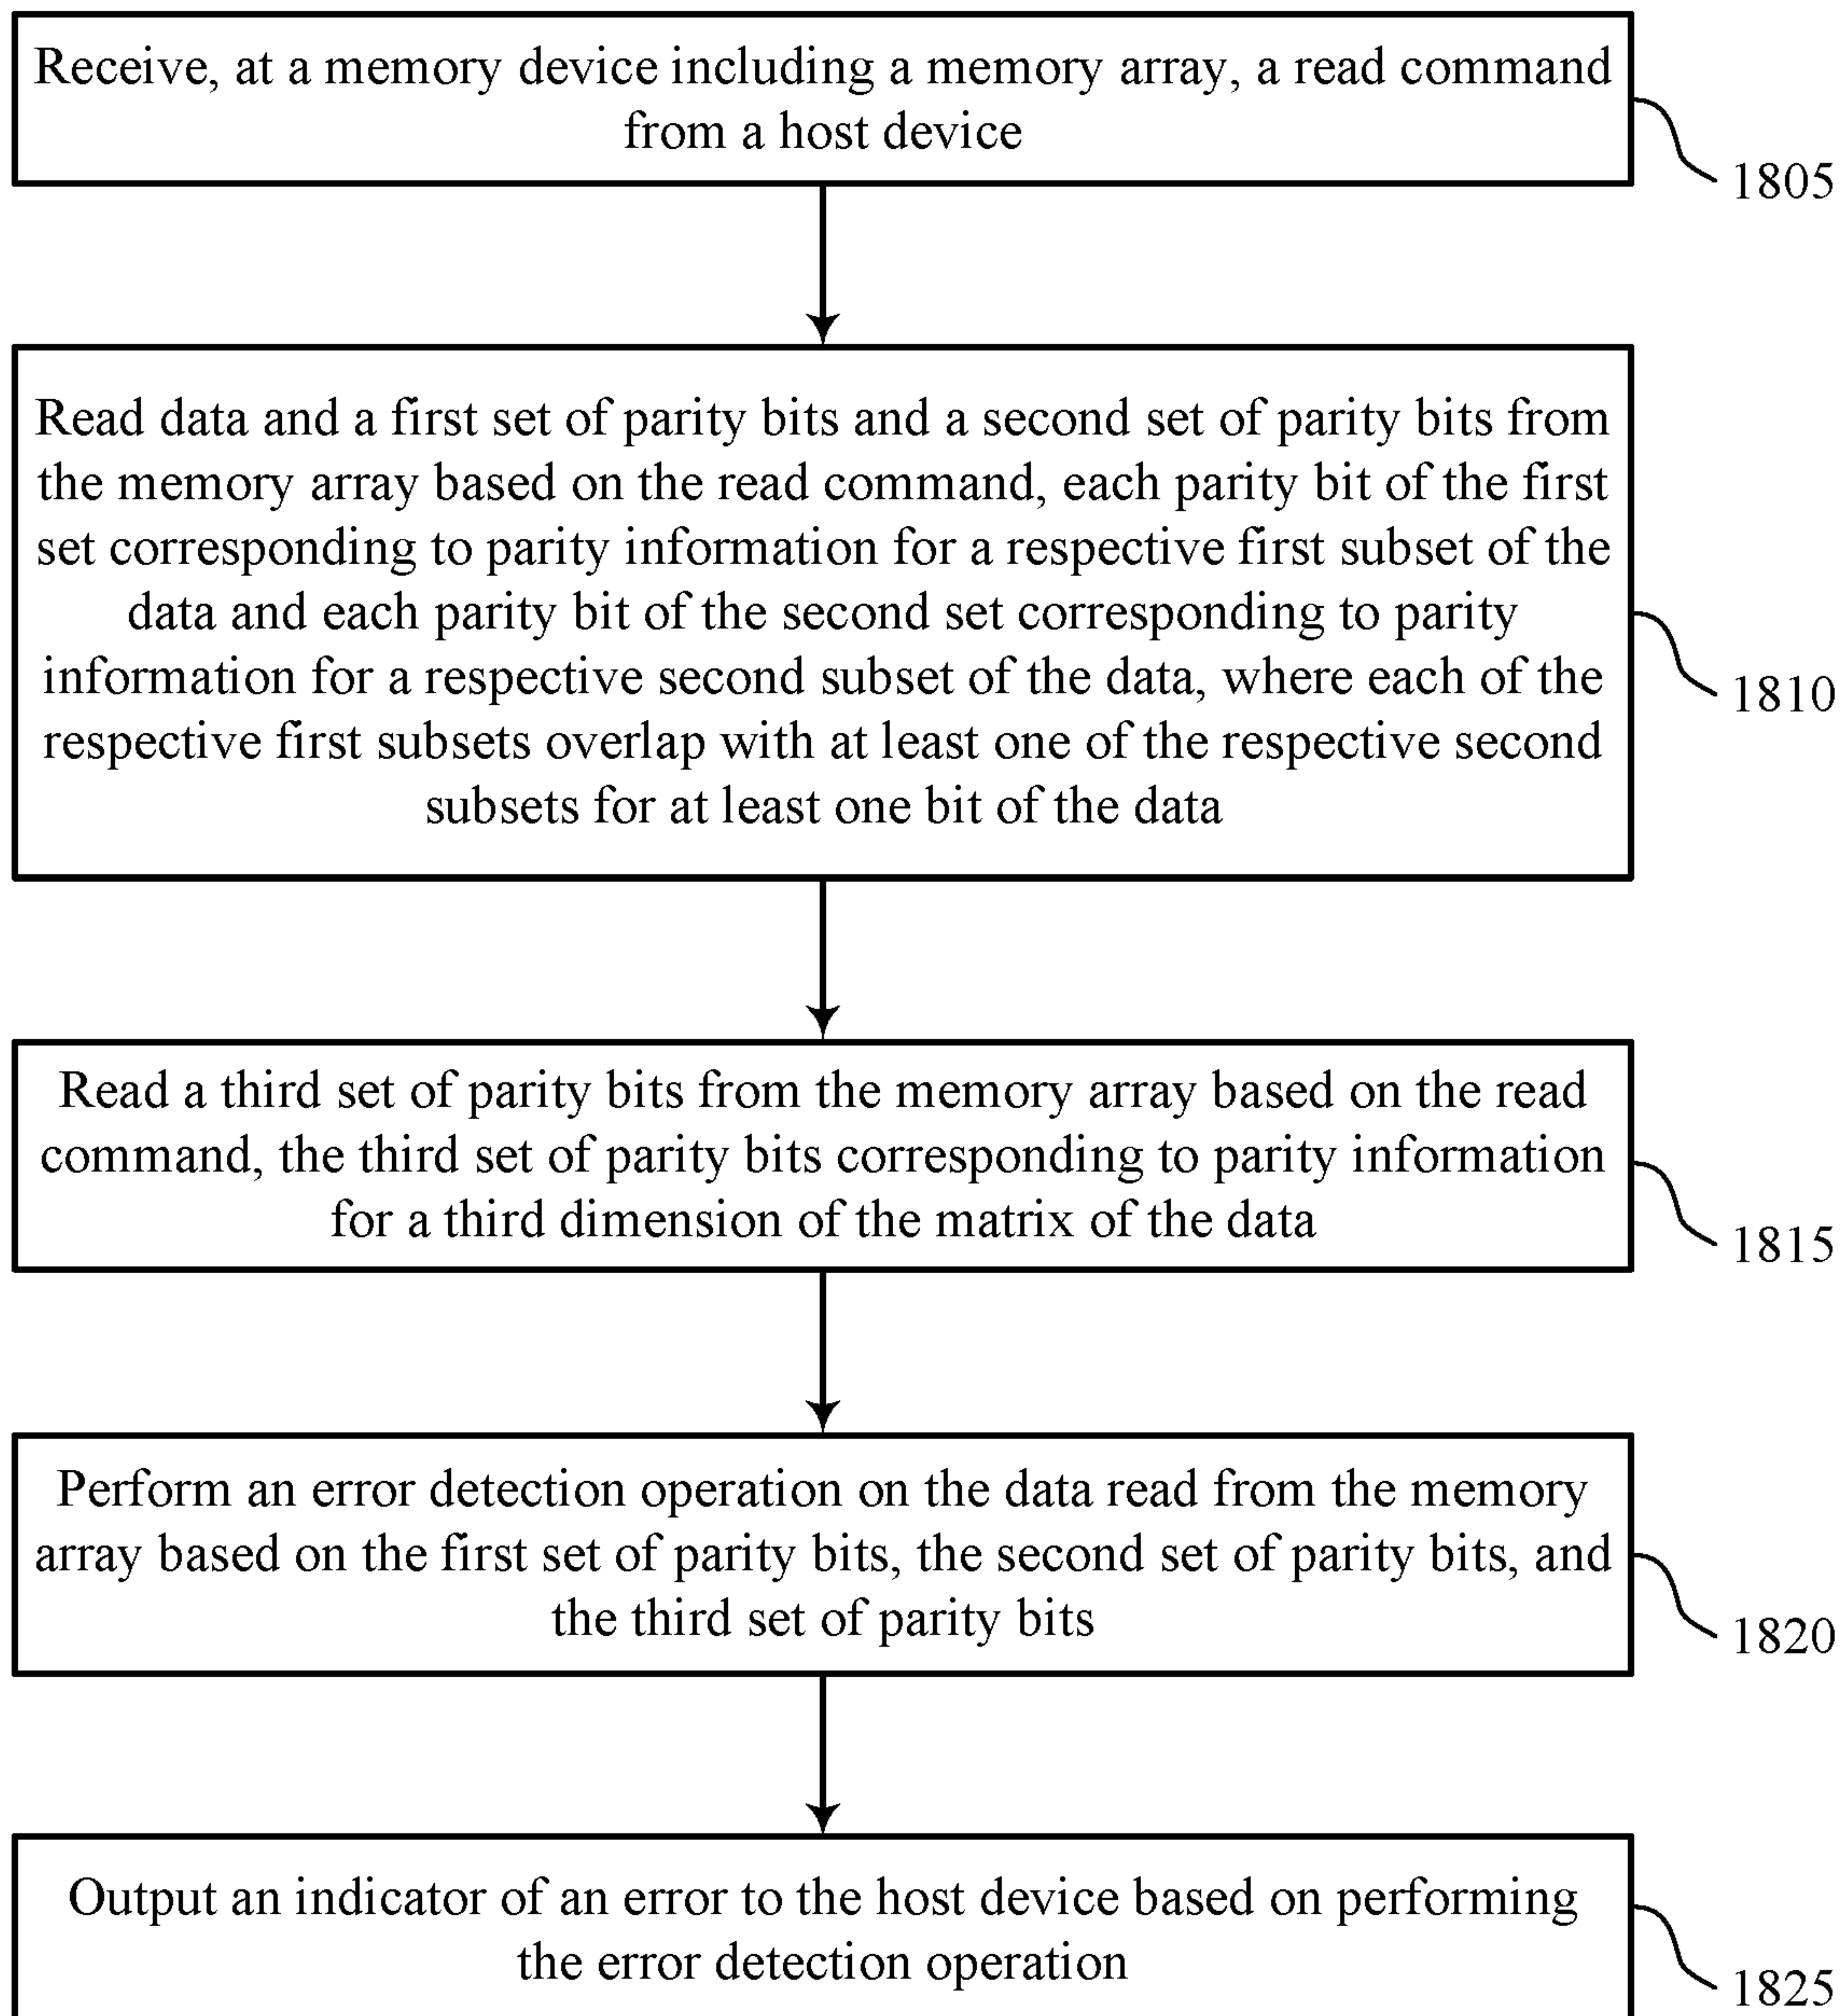 Receive, at a memory device including a memory array, a read command
from a host device
1805
Read data and a first set of parity bits and a second set of parity bits from
the memory array based on the read command, each parity bit of the first
set corresponding to parity information for a respective first subset of the
data and each parity bit of the second set corresponding to parity
information for a respective second subset of the data, where each of the
respective first subsets overlap with at least one of the respective second
subsets for at least one bit of the data
1810
Read a third set of parity bits from the memory array based on the read
command, the third set of parity bits corresponding to parity information
for a third dimension of the matrix of the data
1815
Perform an error detection operation on the data read from the memory
array based on the first set of parity bits, the second set of parity bits, and
the third set of parity bits
1820
Output an indicator of an error to the host device based on performing
the error detection operation
1825